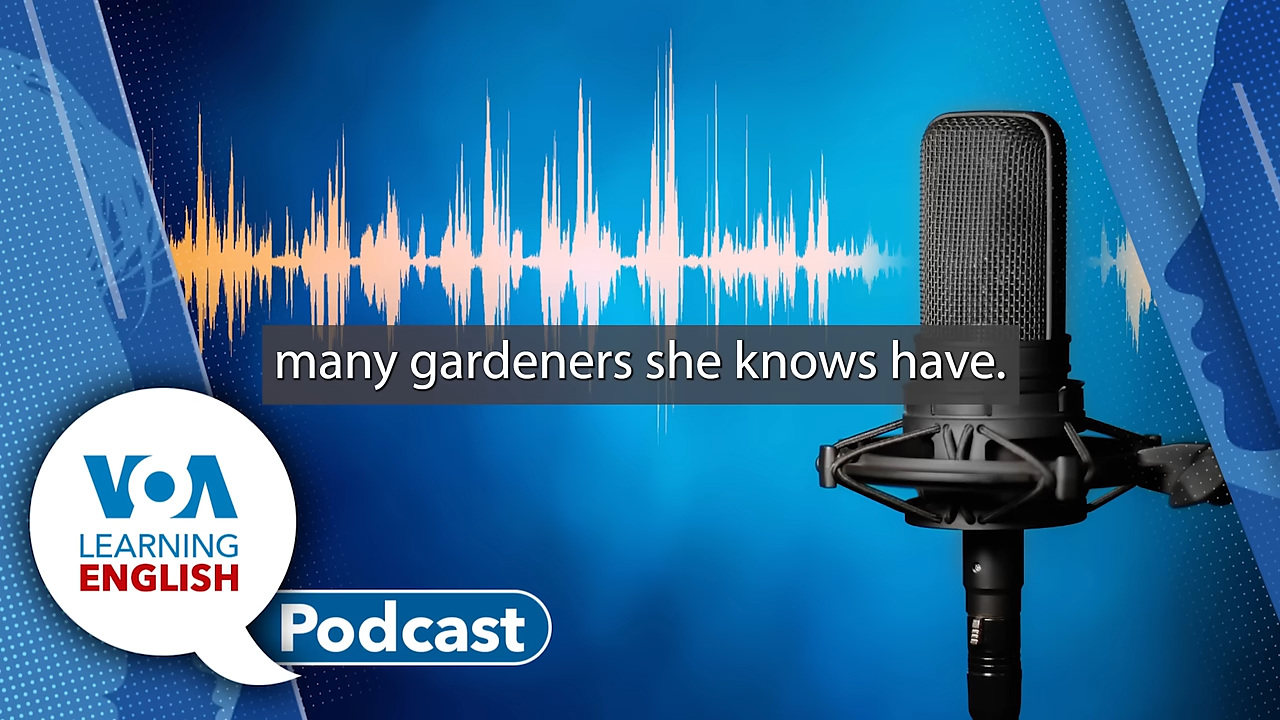 many gardeners she knows have.
VOA
LEARNING
ENGLISH
Podcast